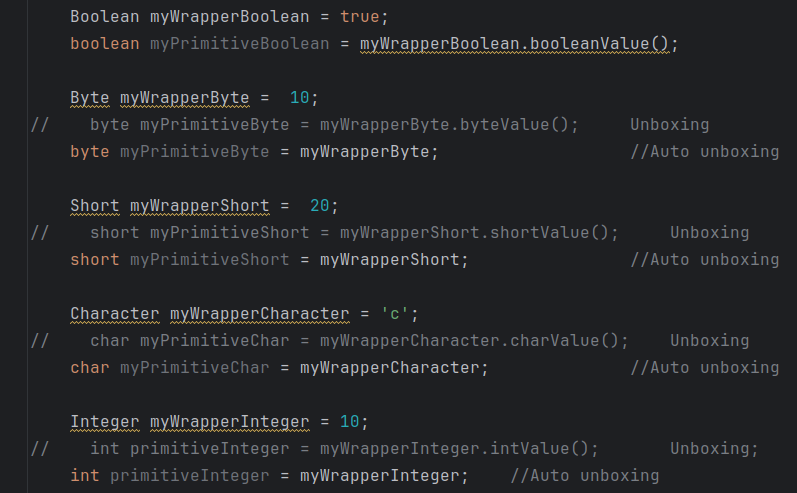 Boolean myWrapperBoolean = true;
boolean myPrimitiveBoolean = myWrapperBoolean.booleanValue();
Byte myWrapperByte =  10;
//    byte myPrimitiveByte = myWrapperByte.byteValue();     Unboxing
byte myPrimitiveByte = myWrapperByte;                   //Auto unboxing
Short myWrapperShort =  20;
//    short myPrimitiveShort = myWrapperShort.shortValue();     Unboxing
short myPrimitiveShort = myWrapperShort;                //Auto unboxing
Character myWrapperCharacter = 'c';
//    char myPrimitiveChar = myWrapperCharacter.charValue();    Unboxing
char myPrimitiveChar = myWrapperCharacter;              //Auto unboxing
Integer myWrapperInteger = 10;
//    int primitiveInteger = myWrapperInteger.intValue();       Unboxing;
int primitiveInteger = myWrapperInteger;    //Auto unboxing